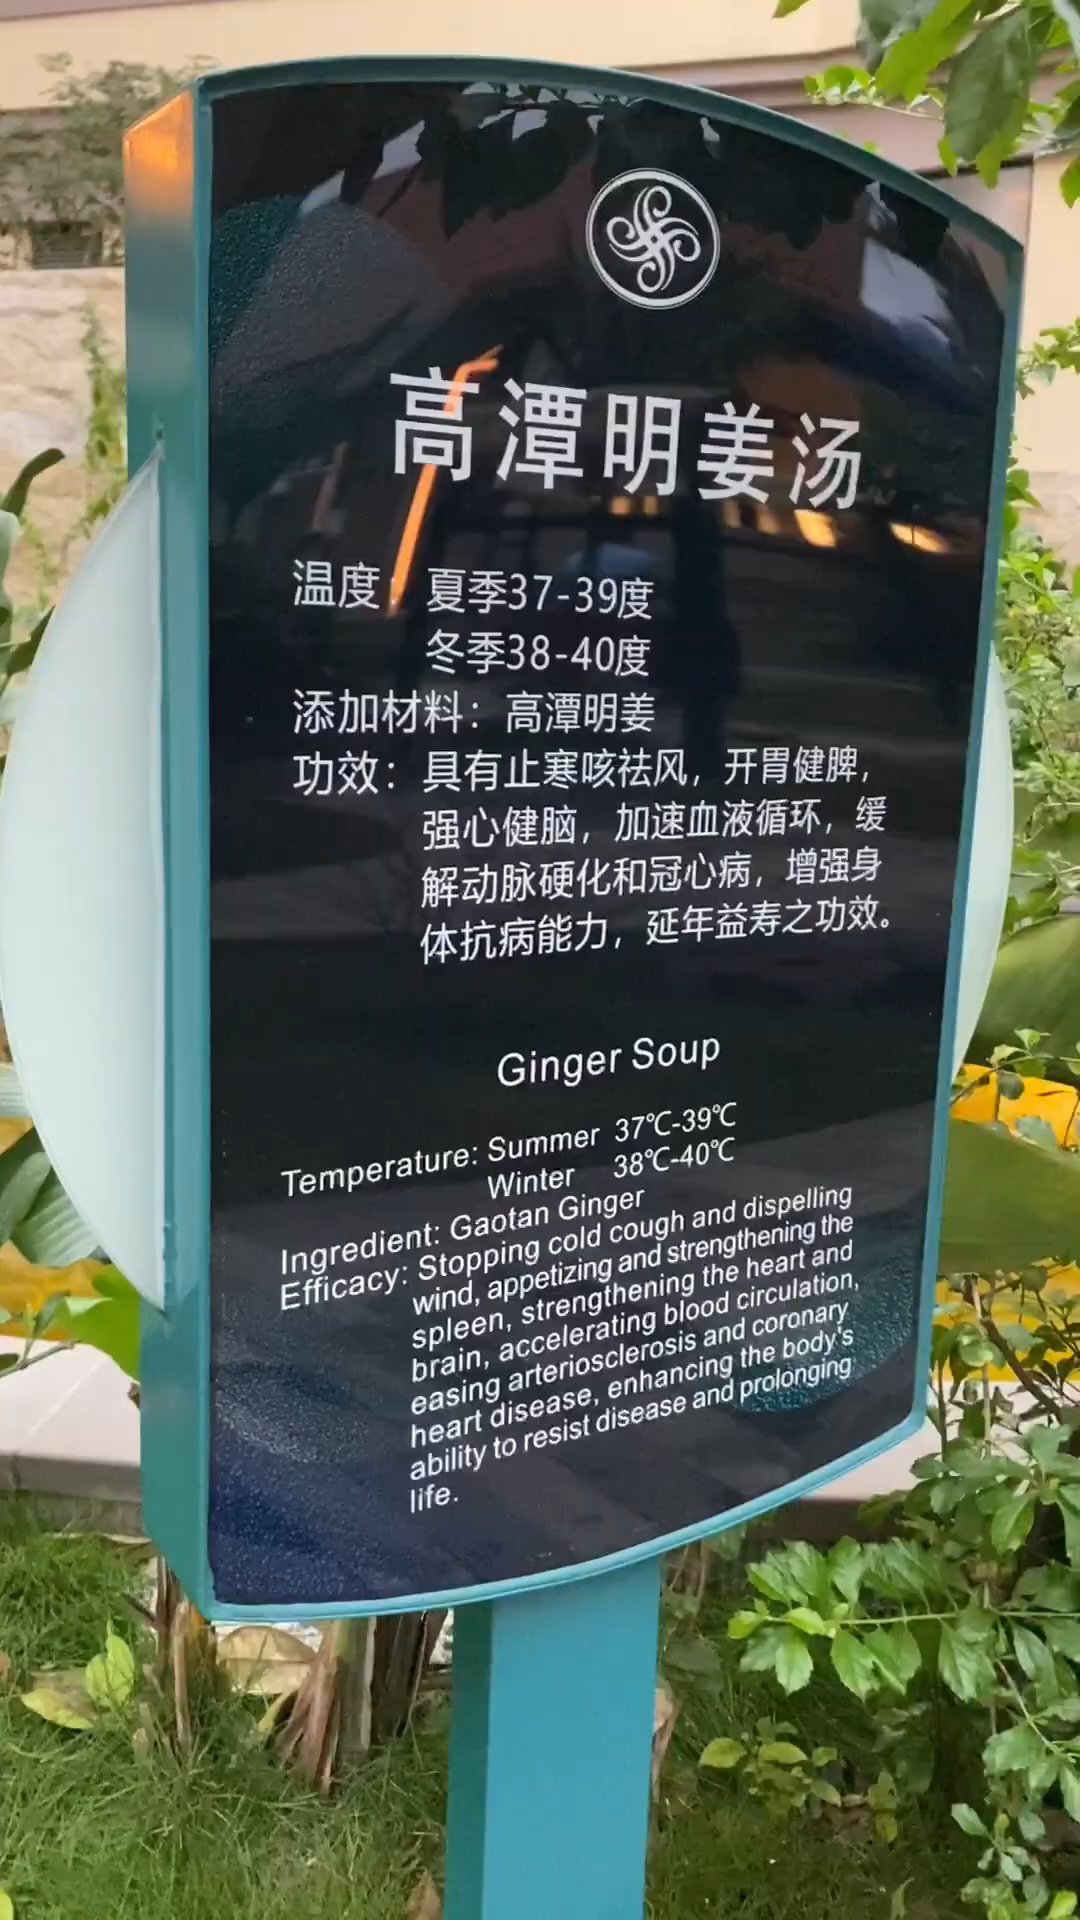 高潭明姜汤
温度：夏季37-39度
冬季38-40度
添加材料：高潭明姜
功效：具有止寒咳祛风，开胃健脾，
强心健脑，加速血液循环，缓
解动脉硬化和冠心病，增强身
体抗病能力，延年益寿之功效。
Ginger Soup
Temperature: Summer 37℃-39℃
Winter 38℃-40℃
Ingredient: Gaotan Ginger
Efficacy: Stopping cold cough and dispelling
wind, appetizing and strengthening the
spleen, strengthening the heart and
brain, accelerating blood circulation,
easing arteriosclerosis and coronary
heart disease, enhancing the body's
ability to resist disease and prolonging
life.